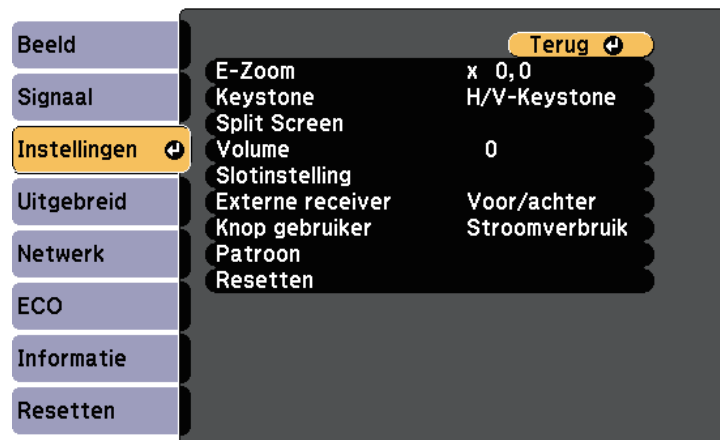 Beeld
Signaal
Instellingen
Uitgebreid
Netwerk
ECO
Informatie
Resetten
Terug
E-Zoom x 0,0
Keystone H/V-Keystone
Split Screen
Volume 0
Slotinstelling
Externe receiver Voor/achter
Knop gebruiker Stroomverbruik
Patroon
Resetten